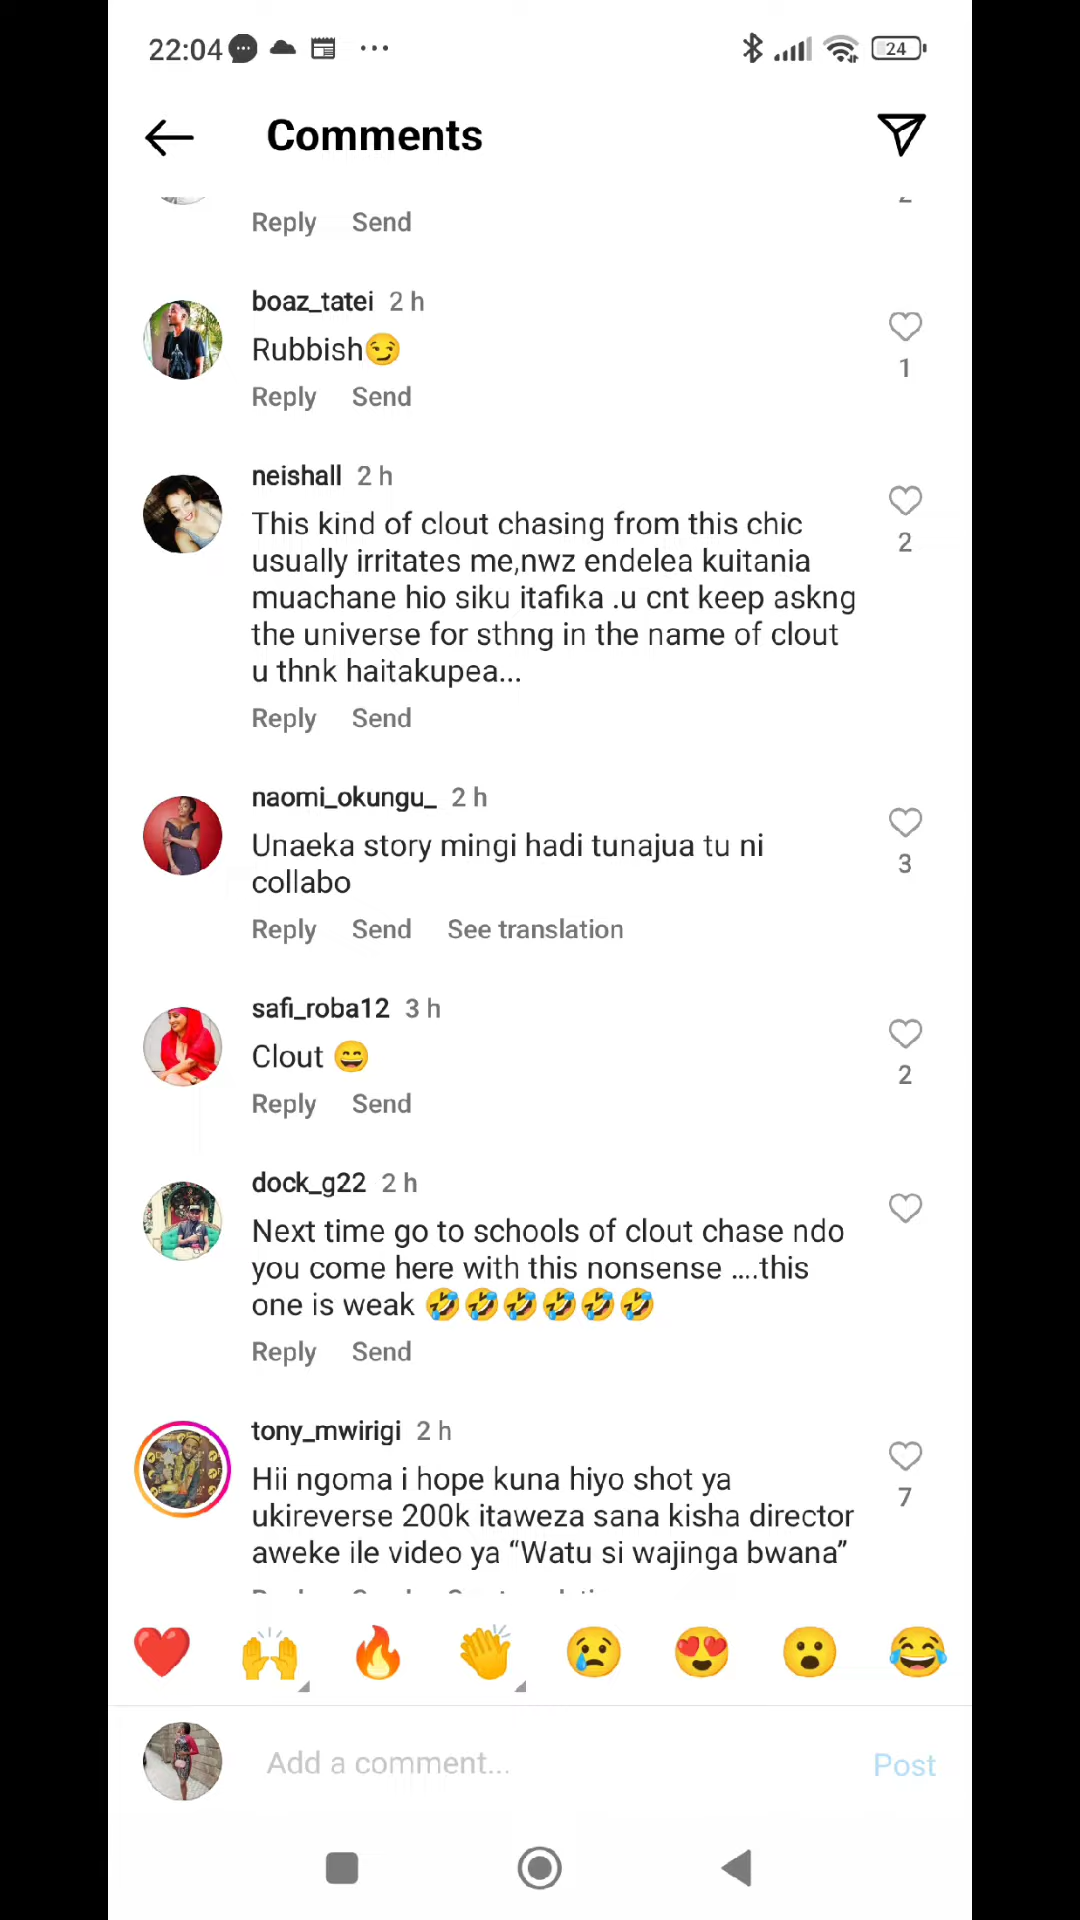 22:04
24
Comments
Reply Send
boaz_tatei 2 h
Rubbish😏
1
Reply Send
neishall 2 h
This kind of clout chasing from this chic
usually irritates me,nwz endelea kuitania
2
muachane hio siku itafika .u cnt keep askng
the universe for sthng in the name of clout
u thnk haitakupea...
Reply Send
naomi_okungu_ 2 h
Unaeka story mingi hadi tunajua tu ni
3
collabo
Reply Send See translation
safi_roba12 3 h
Clout 😄
2
Reply Send
dock_g22 2 h
Next time go to schools of clout chase ndo
you come here with this nonsense ....this
one is weak 🤣🤣🤣🤣🤣🤣
Reply Send
tony_mwirigi 2 h
Hii ngoma i hope kuna hiyo shot ya
7
ukireverse 200k itaweza sana kisha director
aweke ile video ya “Watu si wajinga bwana”
Add a comment...
Post